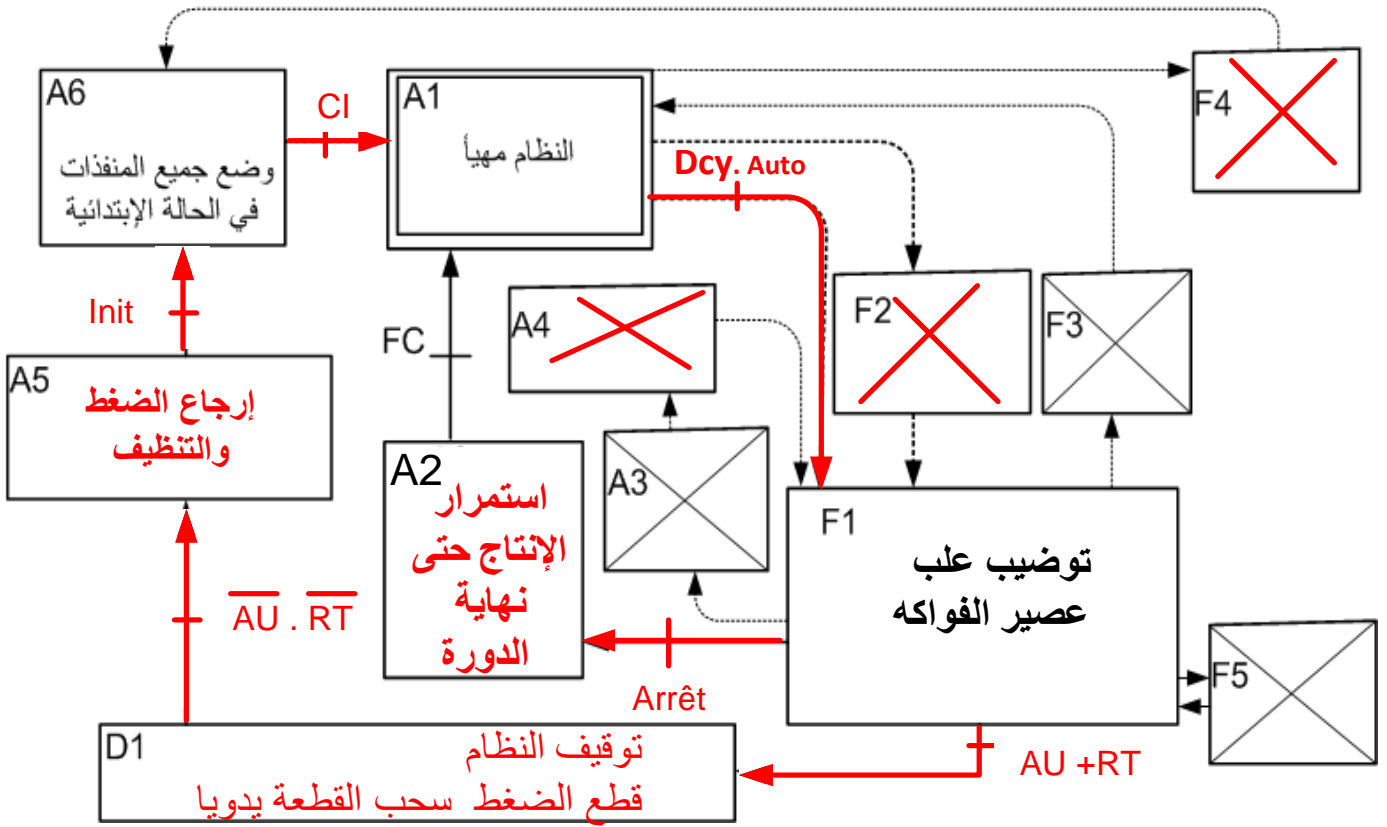 A6
وضع جميع المنفذات
في الحالة الإبتدائية
CI
A1
النظام مهيأ
F4
Dcy. Auto
Init
FC
A4
F2
F3
A5
إرجاع الضغط
والتنظيف
A2
استمرار
الإنتاج حتى
نهاية
الدورة
A3
F1
توضيب علب
عصير الفواكه
AU . RT
Arrêt
F5
D1
توقيف النظام
قطع الضغط سحب القطعة يدويا
AU +RT